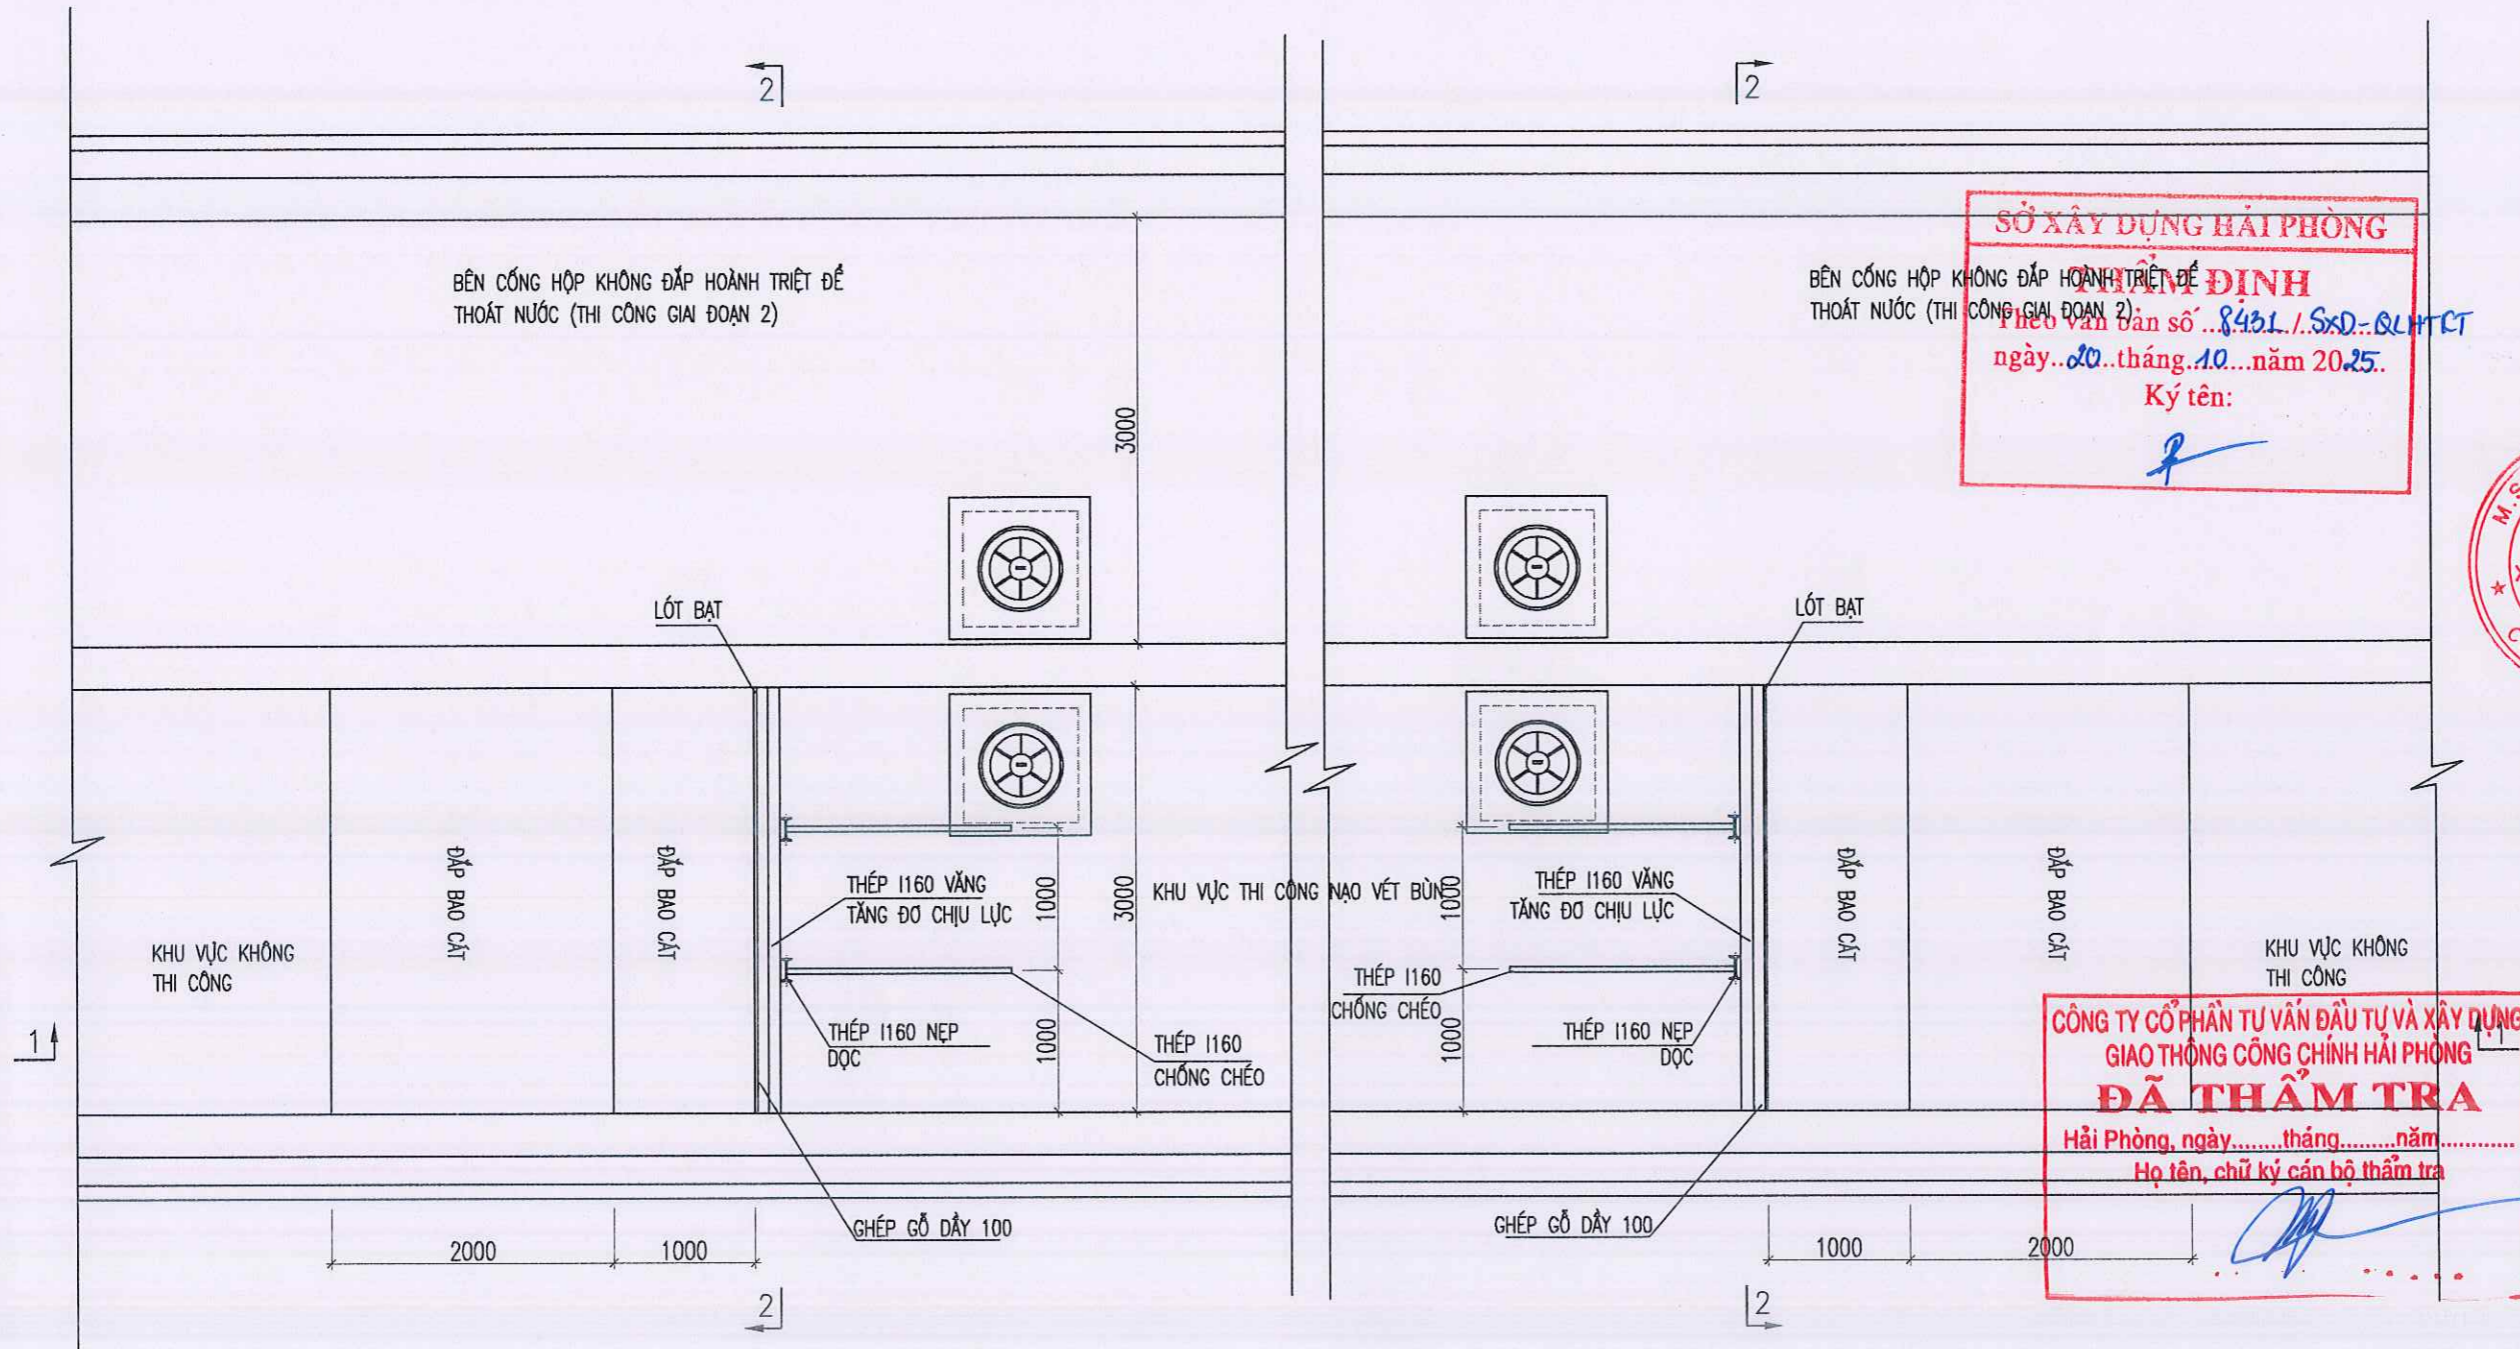 2
2
SỞ XÂY DỰNG HẢI PHÒNG
THẨM ĐỊNH
Theo văn bản số ...8431../.SXD-QLHTKT
ngày..20..tháng..10...năm 2025..
Ký tên:
BÊN CỐNG HỘP KHÔNG ĐẮP HOÀNH TRIỆT ĐỂ
THOÁT NƯỚC (THI CÔNG GIAI ĐOẠN 2)
BÊN CỐNG HỘP KHÔNG ĐẮP HOÀNH TRIỆT ĐỂ
THOÁT NƯỚC (THI CÔNG GIAI ĐOẠN 2)
3000
M.S
LÓT BẠT
LÓT BẠT
ĐẮP BAO CÁT
ĐẮP BAO CÁT
THÉP I160 VĂNG
TĂNG ĐƠ CHỊU LỰC
1000
3000
KHU VỰC THI CÔNG NẠO VÉT BÙN
1000
THÉP I160 VĂNG
TĂNG ĐƠ CHỊU LỰC
ĐẮP BAO CÁT
ĐẮP BAO CÁT
KHU VỰC KHÔNG
THI CÔNG
KHU VỰC KHÔNG
THI CÔNG
THÉP I160
CHỐNG CHÉO
1
THÉP I160 NẸP
DỌC
1000
THÉP I160
CHỐNG CHÉO
1000
THÉP I160 NẸP
DỌC
1
CÔNG TY CỔ PHẦN TƯ VẤN ĐẦU TƯ VÀ XÂY DỰNG
GIAO THÔNG CÔNG CHÍNH HẢI PHÒNG
ĐÃ THẨM TRA
Hải Phòng, ngày........tháng.........năm...........
Họ tên, chữ ký cán bộ thẩm tra
GHÉP GỖ DẦY 100
GHÉP GỖ DẦY 100
2000
1000
1000
2000
2
2